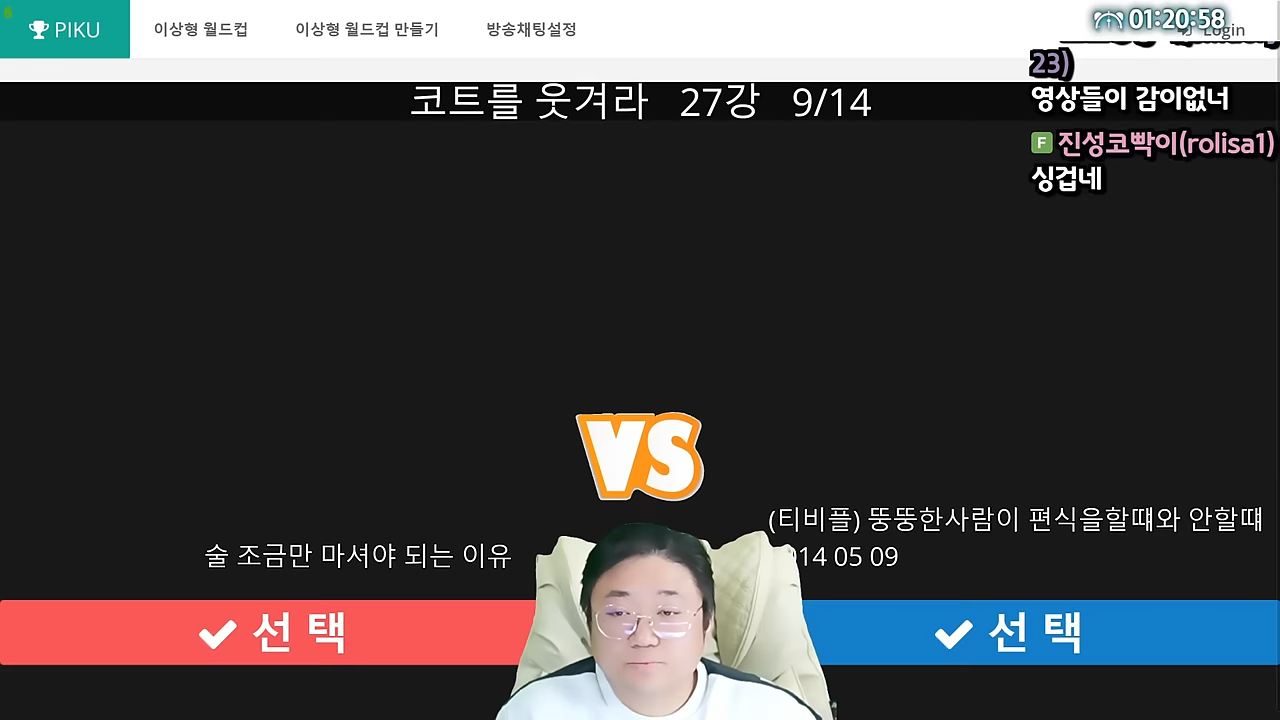 PIKU 이상형 월드컵 이상형 월드컵 만들기 방송채팅설정 Login
01:20:58
23)
영상들이 감이없너
F 진성코빡이(rolisa1)
싱겁네
코트를 웃겨라 27강 9/14
VS
술 조금만 마셔야 되는 이유
(티비플) 뚱뚱한사람이 편식을할떄와 안할떄
14 05 09
선 택
선 택